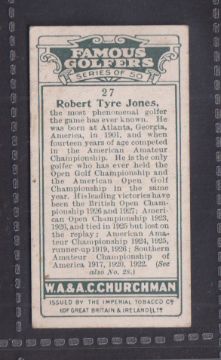 FAMOUS
GOLFERS
SERIES OF 50
27
Robert Tyre Jones,
the most phenomenal golfer
the game has ever known. He
was born at Atlanta, Georgia,
America, in 1901, and when
fourteen years of age competed
in the American Amateur
Championship. He is the only
golfer who has ever held the
Open Golf Championship and
the American Open Golf
Championship in the same
year. His leading victories have
been the British Open Cham-
pionship 1926 and 1927; Ameri-
can Open Championship 1923,
1926, and tied in 1925 but lost on
the replay; American Amateur
Championship 1924, 1925,
runner-up 1919, 1926; Southern
Amateur Championship of
America 1917, 1920, 1922. (See
also No. 28.)
W.A.& A.C.CHURCHMAN
ISSUED BY THE IMPERIAL TOBACCO Co
(OF GREAT BRITAIN & IRELAND) LTD